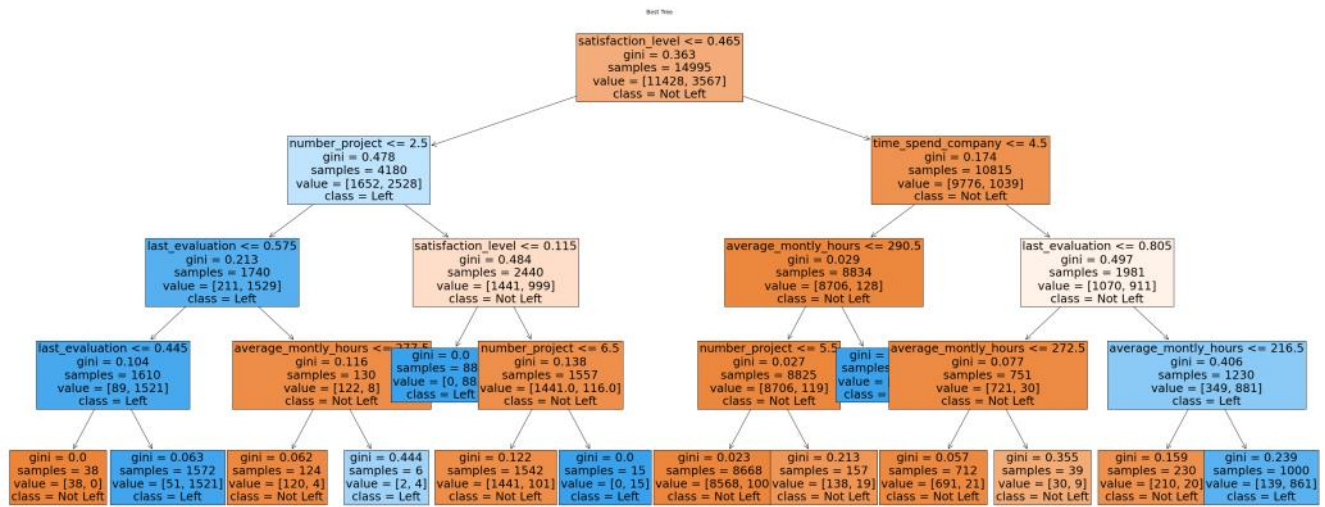 Best Tree
satisfaction_level <= 0.465
gini = 0.363
samples = 14995
value = [11428, 3567]
class = Not Left
number_project <= 2.5
gini = 0.478
samples = 4180
value = [1652, 2528]
class = Left
time_spend_company <= 4.5
gini = 0.174
samples = 10815
value = [9776, 1039]
class = Not Left
last_evaluation <= 0.575
gini = 0.213
samples = 1740
value = [211, 1529]
class = Left
satisfaction_level <= 0.115
gini = 0.484
samples = 2440
value = [1441, 999]
class = Not Left
average_montly_hours <= 290.5
gini = 0.029
samples = 8834
value = [8706, 128]
class = Not Left
last_evaluation <= 0.805
gini = 0.497
samples = 1981
value = [1070, 911]
class = Not Left
last_evaluation <= 0.445
gini = 0.104
samples = 1610
value = [89, 1521]
class = Left
average_montly_hours <= 277.5
gini = 0.116
samples = 130
value = [122, 8]
class = Not Left
gini = 0.0
samples = 88
value = [0, 88
class = Left
number_project <= 6.5
gini = 0.138
samples = 1557
value = [1441.0, 116.0]
class = Not Left
number_project <= 5.5
gini = 0.027
samples = 8825
value = [8706, 119]
class = Not Left
gini =
samples
value =
class =
average_montly_hours <= 272.5
gini = 0.077
samples = 751
value = [721, 30]
class = Not Left
average_montly_hours <= 216.5
gini = 0.406
samples = 1230
value = [349, 881]
class = Left
gini = 0.0
samples = 38
value = [38, 0]
class = Not Left
gini = 0.063
samples = 1572
value = [51, 1521]
class = Left
gini = 0.062
samples = 124
value = [120, 4]
class = Not Left
gini = 0.444
samples = 6
value = [2, 4]
class = Left
gini = 0.122
samples = 1542
value = [1441, 101]
class = Not Left
gini = 0.0
samples = 15
value = [0, 15]
class = Left
gini = 0.023
samples = 8668
value = [8568, 100
class = Not Left
gini = 0.213
samples = 157
value = [138, 19]
class = Not Left
gini = 0.057
samples = 712
value = [691, 21]
class = Not Left
gini = 0.355
samples = 39
value = [30, 9]
class = Not Left
gini = 0.159
samples = 230
value = [210, 20]
class = Not Left
gini = 0.239
samples = 1000
value = [139, 861]
class = Left